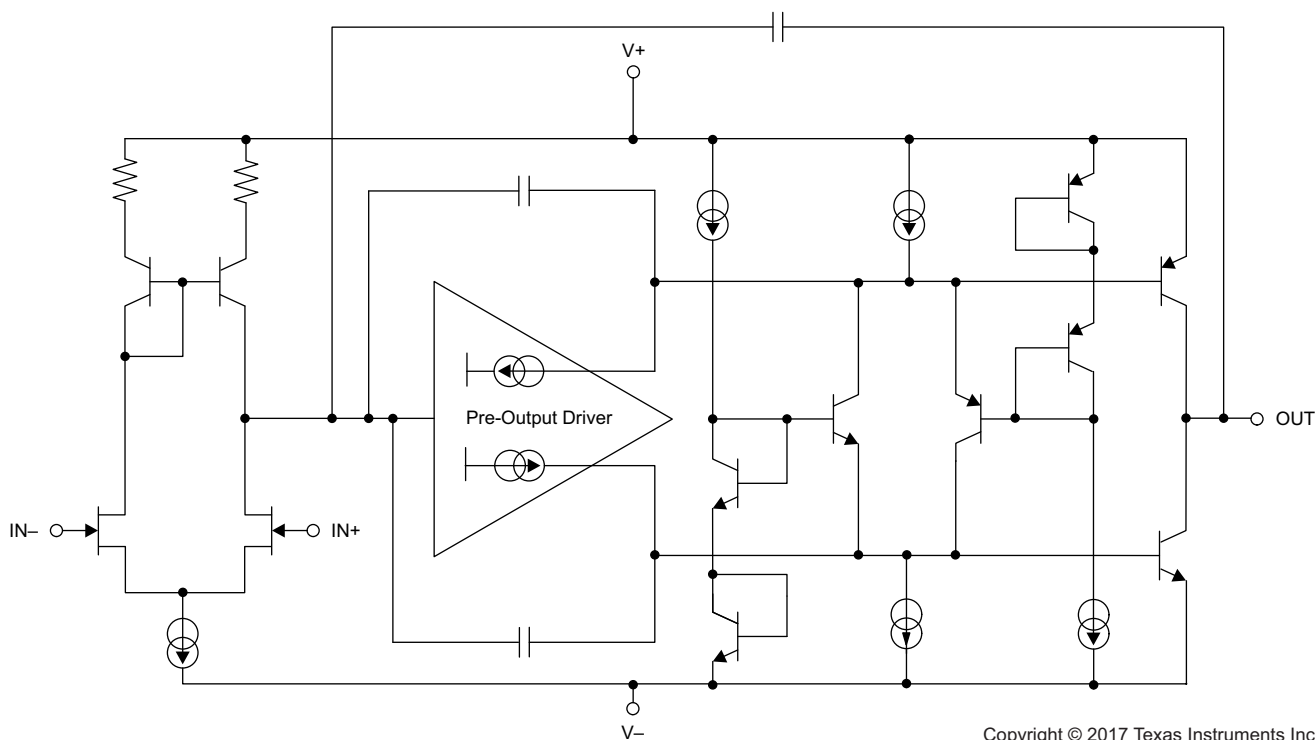 V+
Pre-Output Driver
OUT
IN–
IN+
V–
Copyright © 2017 Texas Instruments Inc